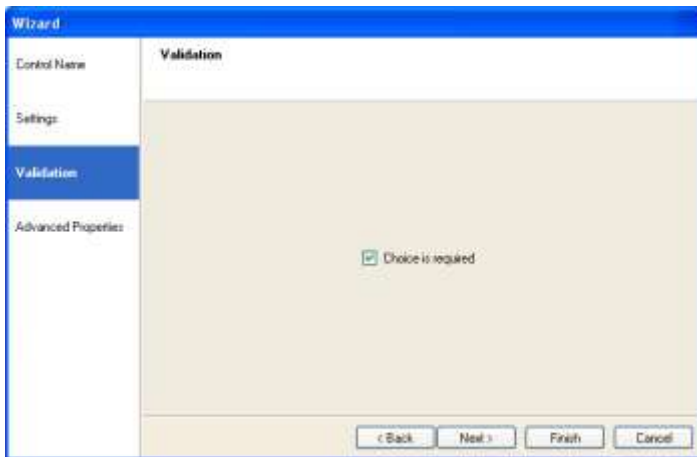 Wizard
Control Name
Validation
Settings
Validation
Advanced Properties
Choice is required
< Back
Next >
Finish
Cancel